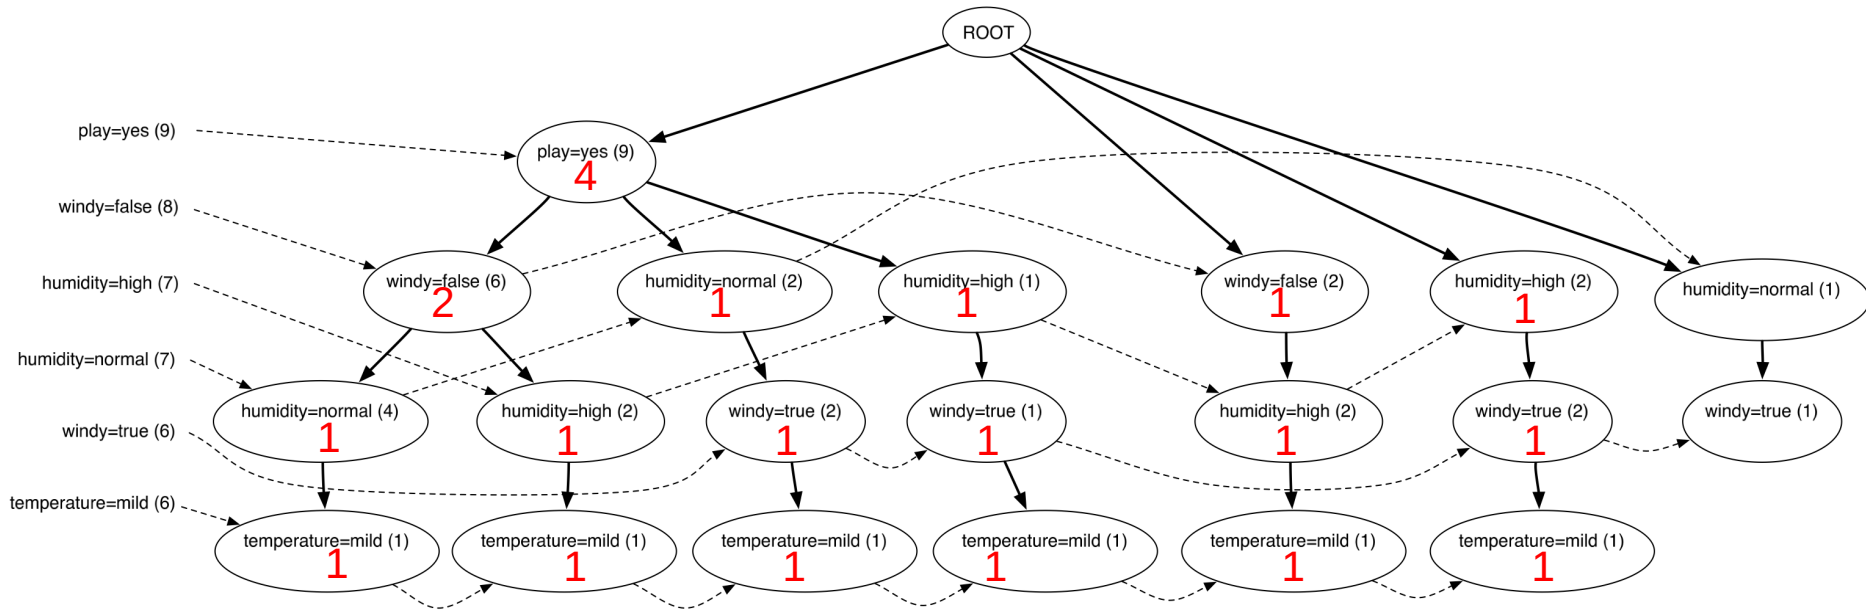 ROOT
play=yes (9)
play=yes (9)
4
windy=false (8)
windy=false (6)
2
humidity=normal (2)
1
humidity=high (1)
1
windy=false (2)
1
humidity=high (2)
1
humidity=normal (1)
humidity=high (7)
humidity=normal (7)
humidity=normal (4)
1
humidity=high (2)
1
windy=true (2)
1
windy=true (1)
1
humidity=high (2)
1
windy=true (2)
1
windy=true (1)
windy=true (6)
temperature=mild (6)
temperature=mild (1)
1
temperature=mild (1)
1
temperature=mild (1)
1
temperature=mild (1)
1
temperature=mild (1)
1
temperature=mild (1)
1